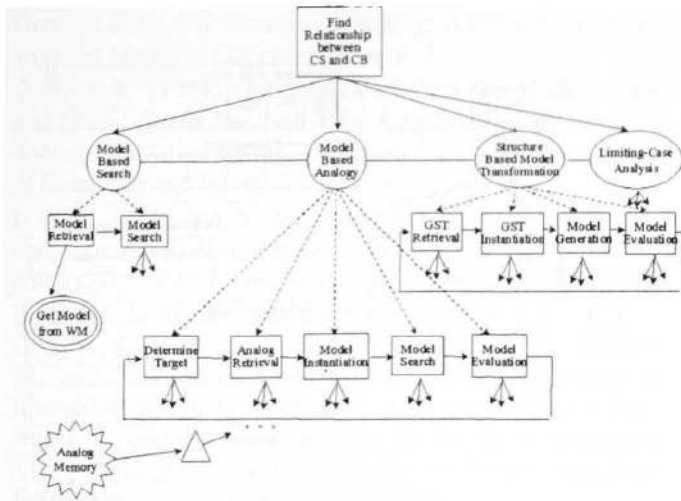 Find
Relationship
between
CS and CB
Model
Based
Search
Model
Based
Analogy
Structure
Based Model
Transformation
Limiting-Case
Analysis
Model
Retrieval
Model
Search
GST
Retrieval
GST
Instantiation
Model
Generation
Model
Evaluation
Get Model
from WM
Determine
Target
Analog
Retrieval
Model
Instantiation
Model
Search
Model
Evaluation
. . .
Analog
Memory